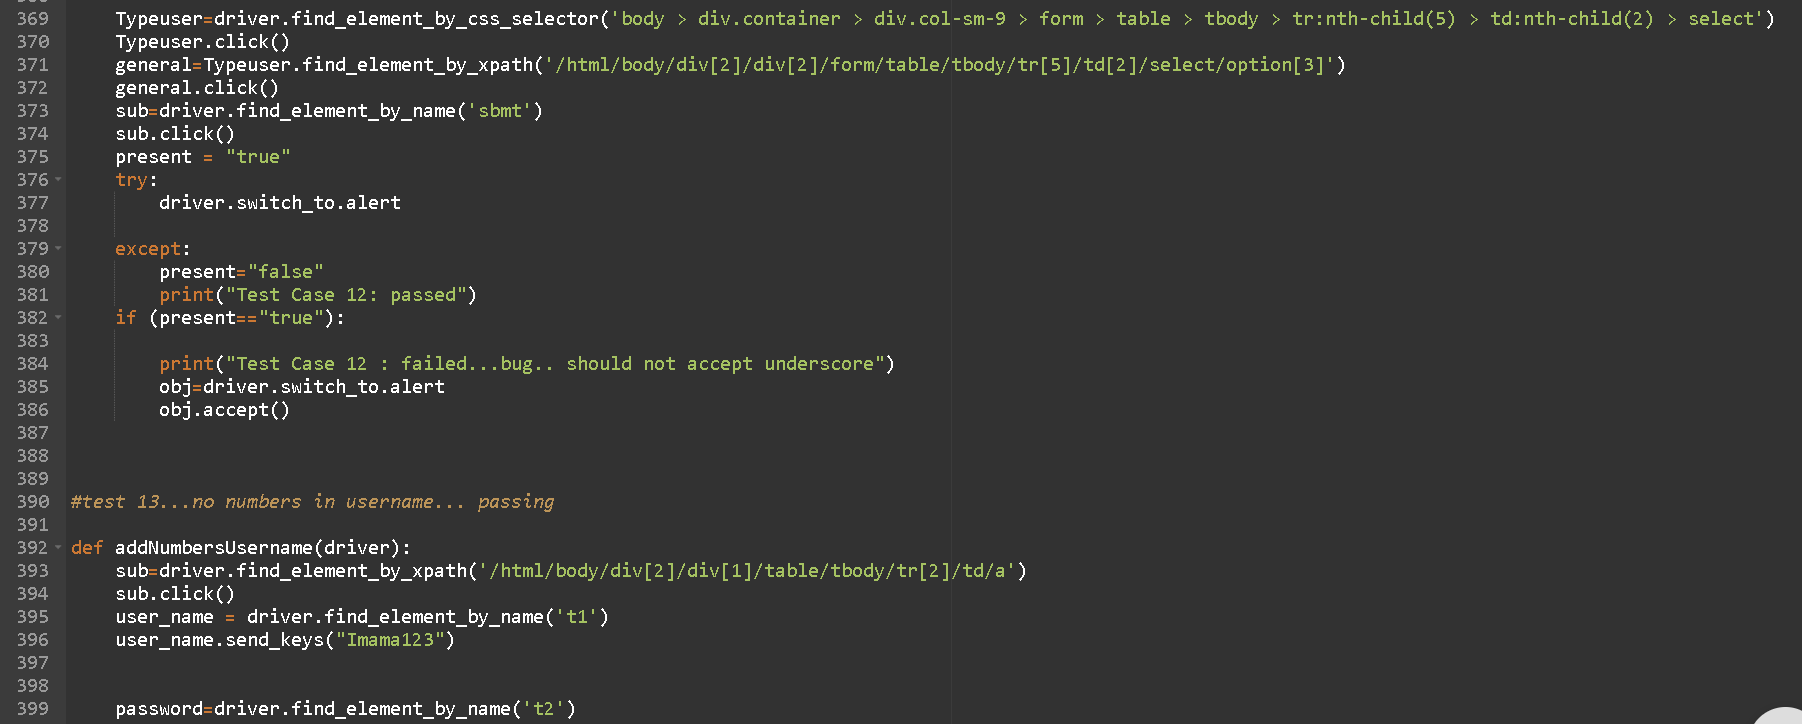 369 Typeuser=driver.find_element_by_css_selector('body > div.container > div.col-sm-9 > form > table > tbody > tr:nth-child(5) > td:nth-child(2) > select')
370 Typeuser.click()
371 general=Typeuser.find_element_by_xpath('/html/body/div[2]/div[2]/form/table/tbody/tr[5]/td[2]/select/option[3]')
372 general.click()
373 sub=driver.find_element_by_name('sbmt')
374 sub.click()
375 present = "true"
376 try:
377 driver.switch_to.alert
378
379 except:
380 present="false"
381 print("Test Case 12: passed")
382 if (present=="true"):
383
384 print("Test Case 12 : failed...bug.. should not accept underscore")
385 obj=driver.switch_to.alert
386 obj.accept()
387
388
389
390 #test 13...no numbers in username... passing
391
392 def addNumbersUsername(driver):
393 sub=driver.find_element_by_xpath('/html/body/div[2]/div[1]/table/tbody/tr[2]/td/a')
394 sub.click()
395 user_name = driver.find_element_by_name('t1')
396 user_name.send_keys("Imama123")
397
398
399 password=driver.find_element_by_name('t2')